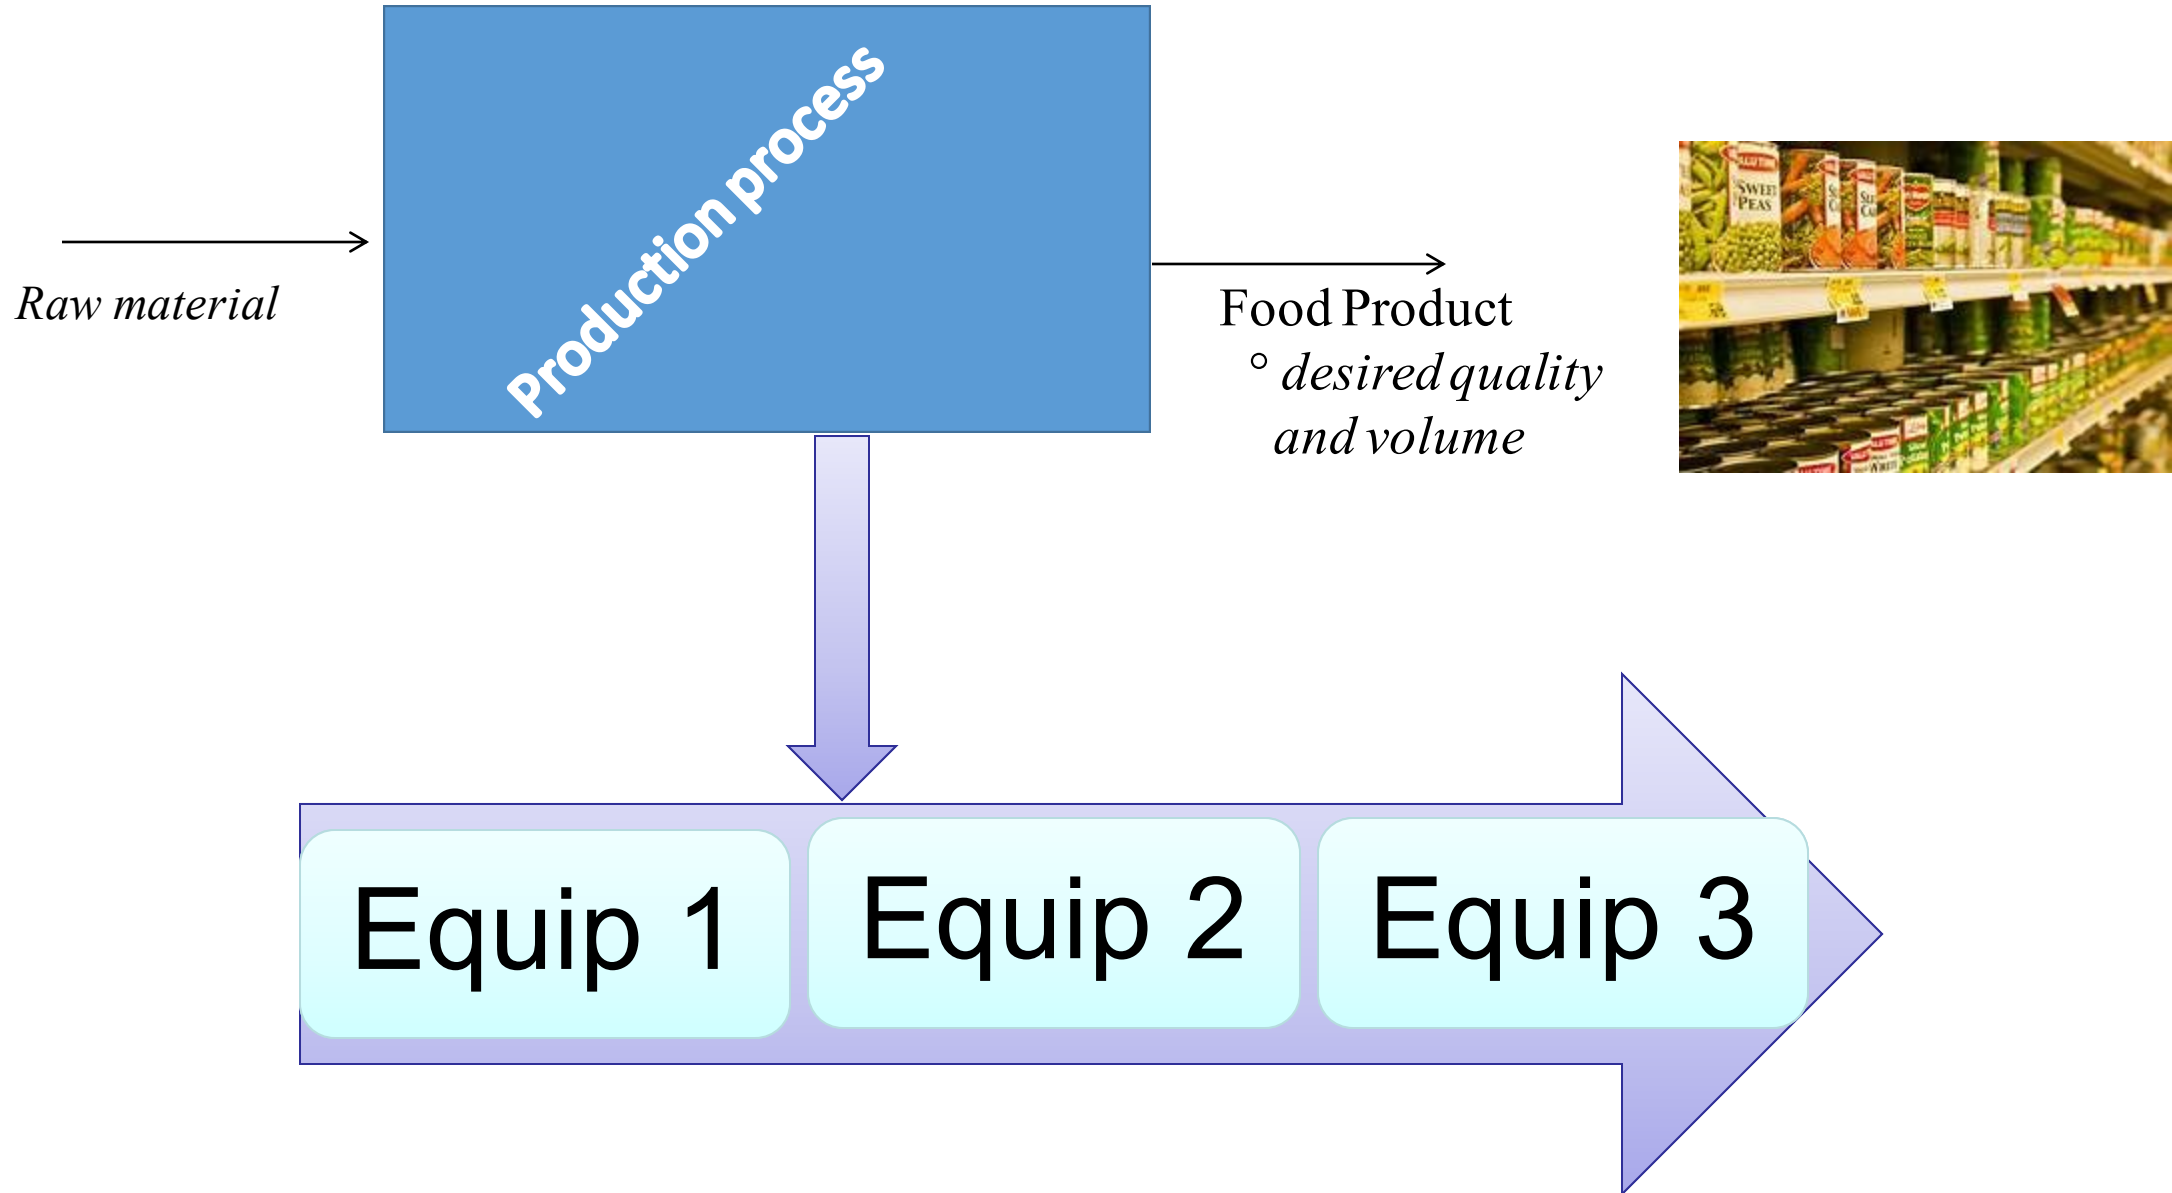 Production process
Raw material
Food Product
° desired quality
and volume
SWEET
PEAS
Equip 1
Equip 2
Equip 3